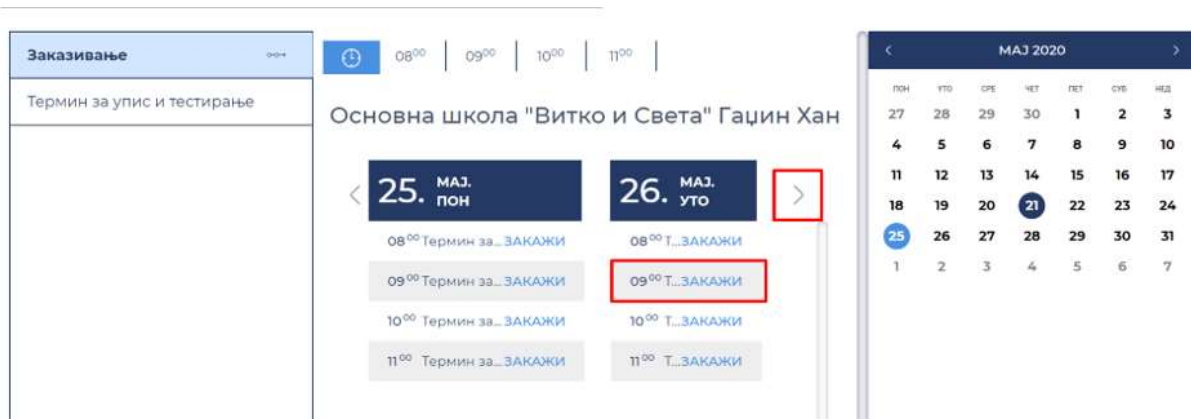 Заказивање
Термин за упис и тестирање
08⁰⁰ 09⁰⁰ 10⁰⁰ 11⁰⁰
Основна школа "Витко и Света" Гаџин Хан
25. МАЈ. ПОН
08⁰⁰ Термин за... ЗАКАЖИ
09⁰⁰ Термин за... ЗАКАЖИ
10⁰⁰ Термин за... ЗАКАЖИ
11⁰⁰ Термин за... ЗАКАЖИ
26. МАЈ. УТО
08⁰⁰ Т...ЗАКАЖИ
09⁰⁰ Т...ЗАКАЖИ
10⁰⁰ Т...ЗАКАЖИ
11⁰⁰ Т...ЗАКАЖИ
МАЈ 2020
ПОН УТО СРЕ ЧЕТ ПЕТ СУБ НЕД
27 28 29 30 1 2 3
4 5 6 7 8 9 10
11 12 13 14 15 16 17
18 19 20 21 22 23 24
25 26 27 28 29 30 31
1 2 3 4 5 6 7